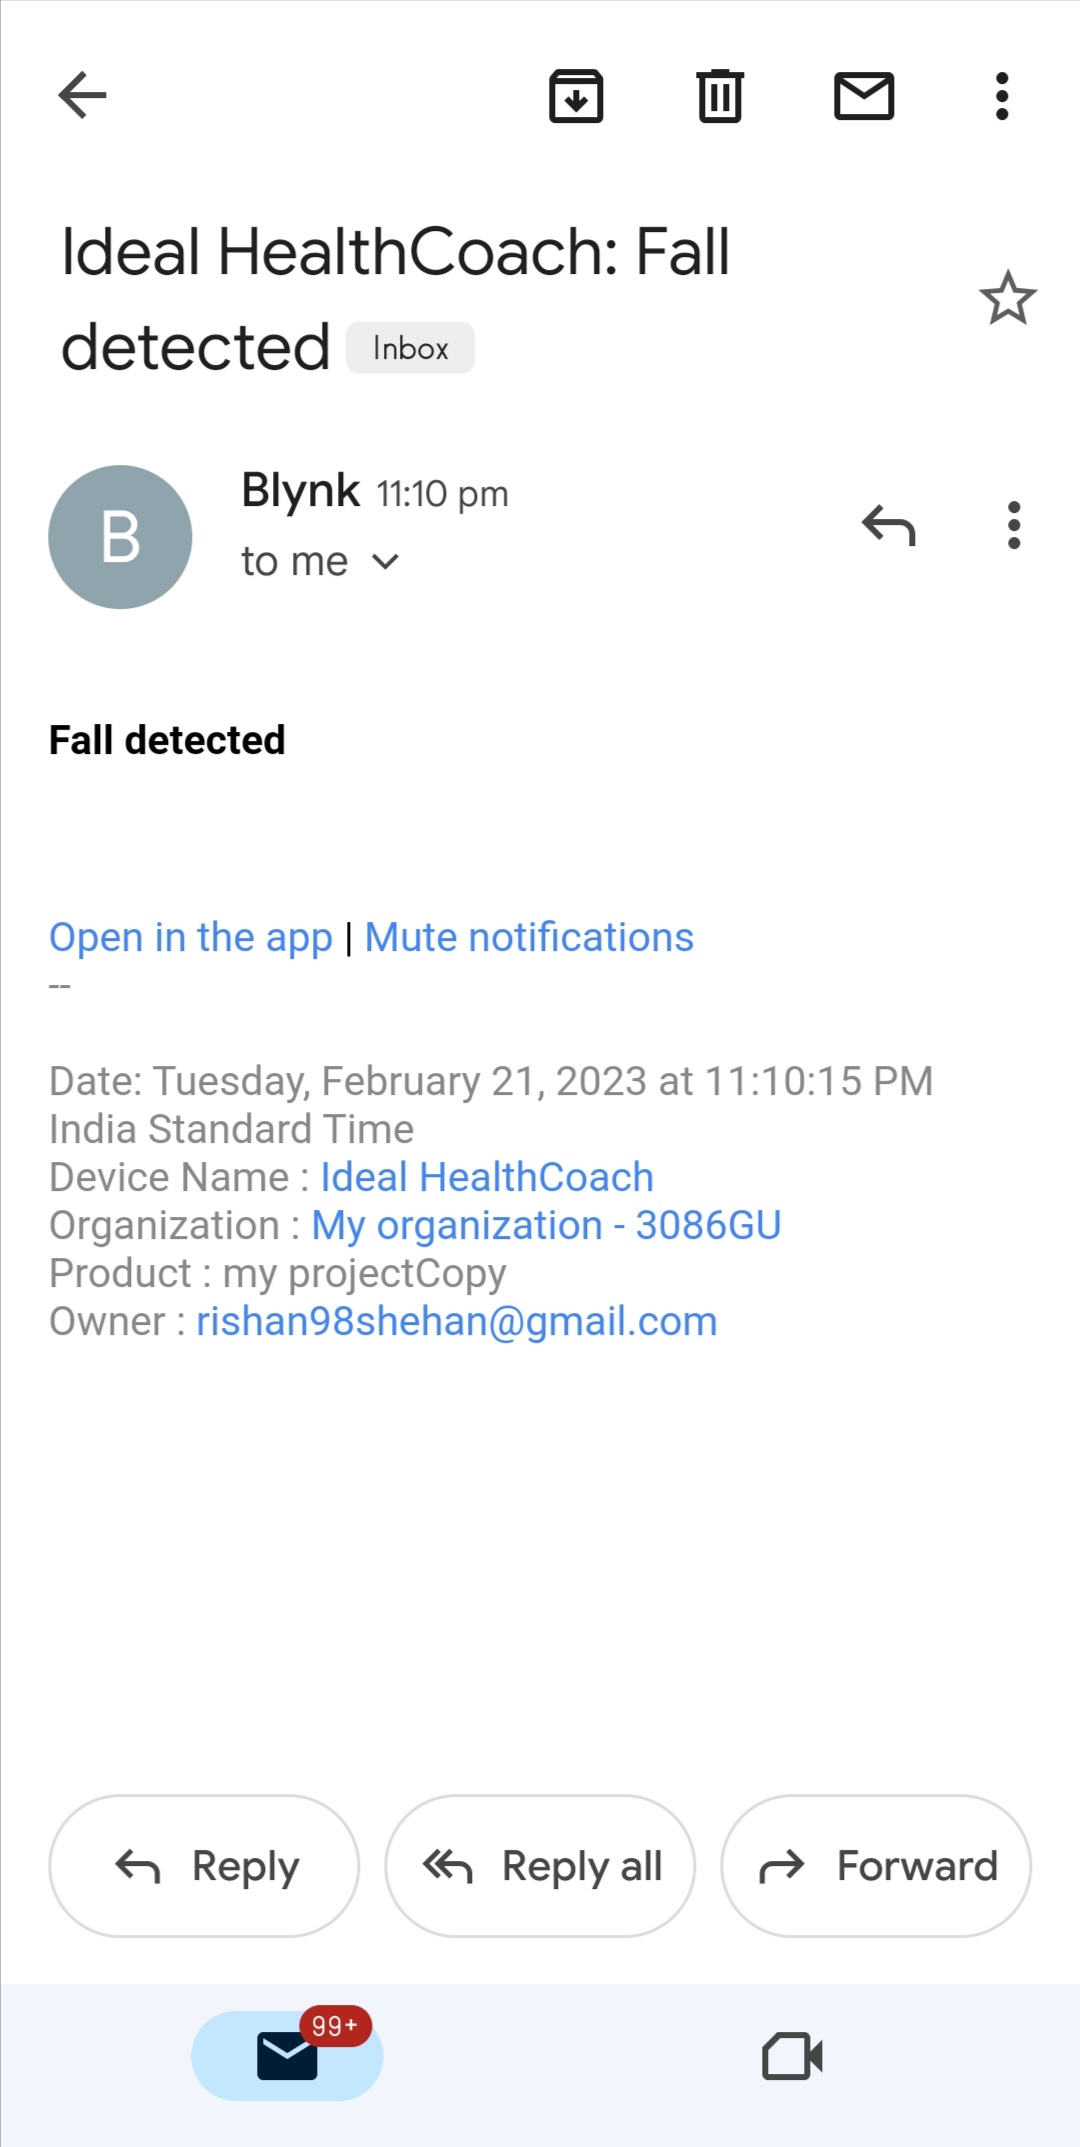 Ideal HealthCoach: Fall
detected Inbox
B
Blynk 11:10 pm
to me
Fall detected
Open in the app | Mute notifications
--
Date: Tuesday, February 21, 2023 at 11:10:15 PM
India Standard Time
Device Name : Ideal HealthCoach
Organization : My organization - 3086GU
Product : my projectCopy
Owner : rishan98shehan@gmail.com
Reply Reply all Forward
99+